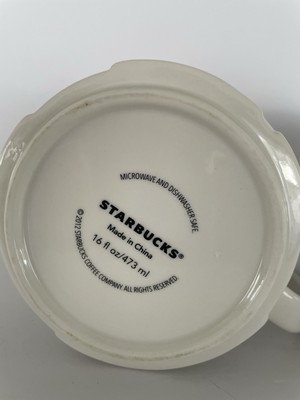 MICROWAVE AND DISHWASHER SAFE.
STARBUCKS®
Made in China
16 fl oz/473 ml
©2012 STARBUCKS COFFEE COMPANY. ALL RIGHTS RESERVED.